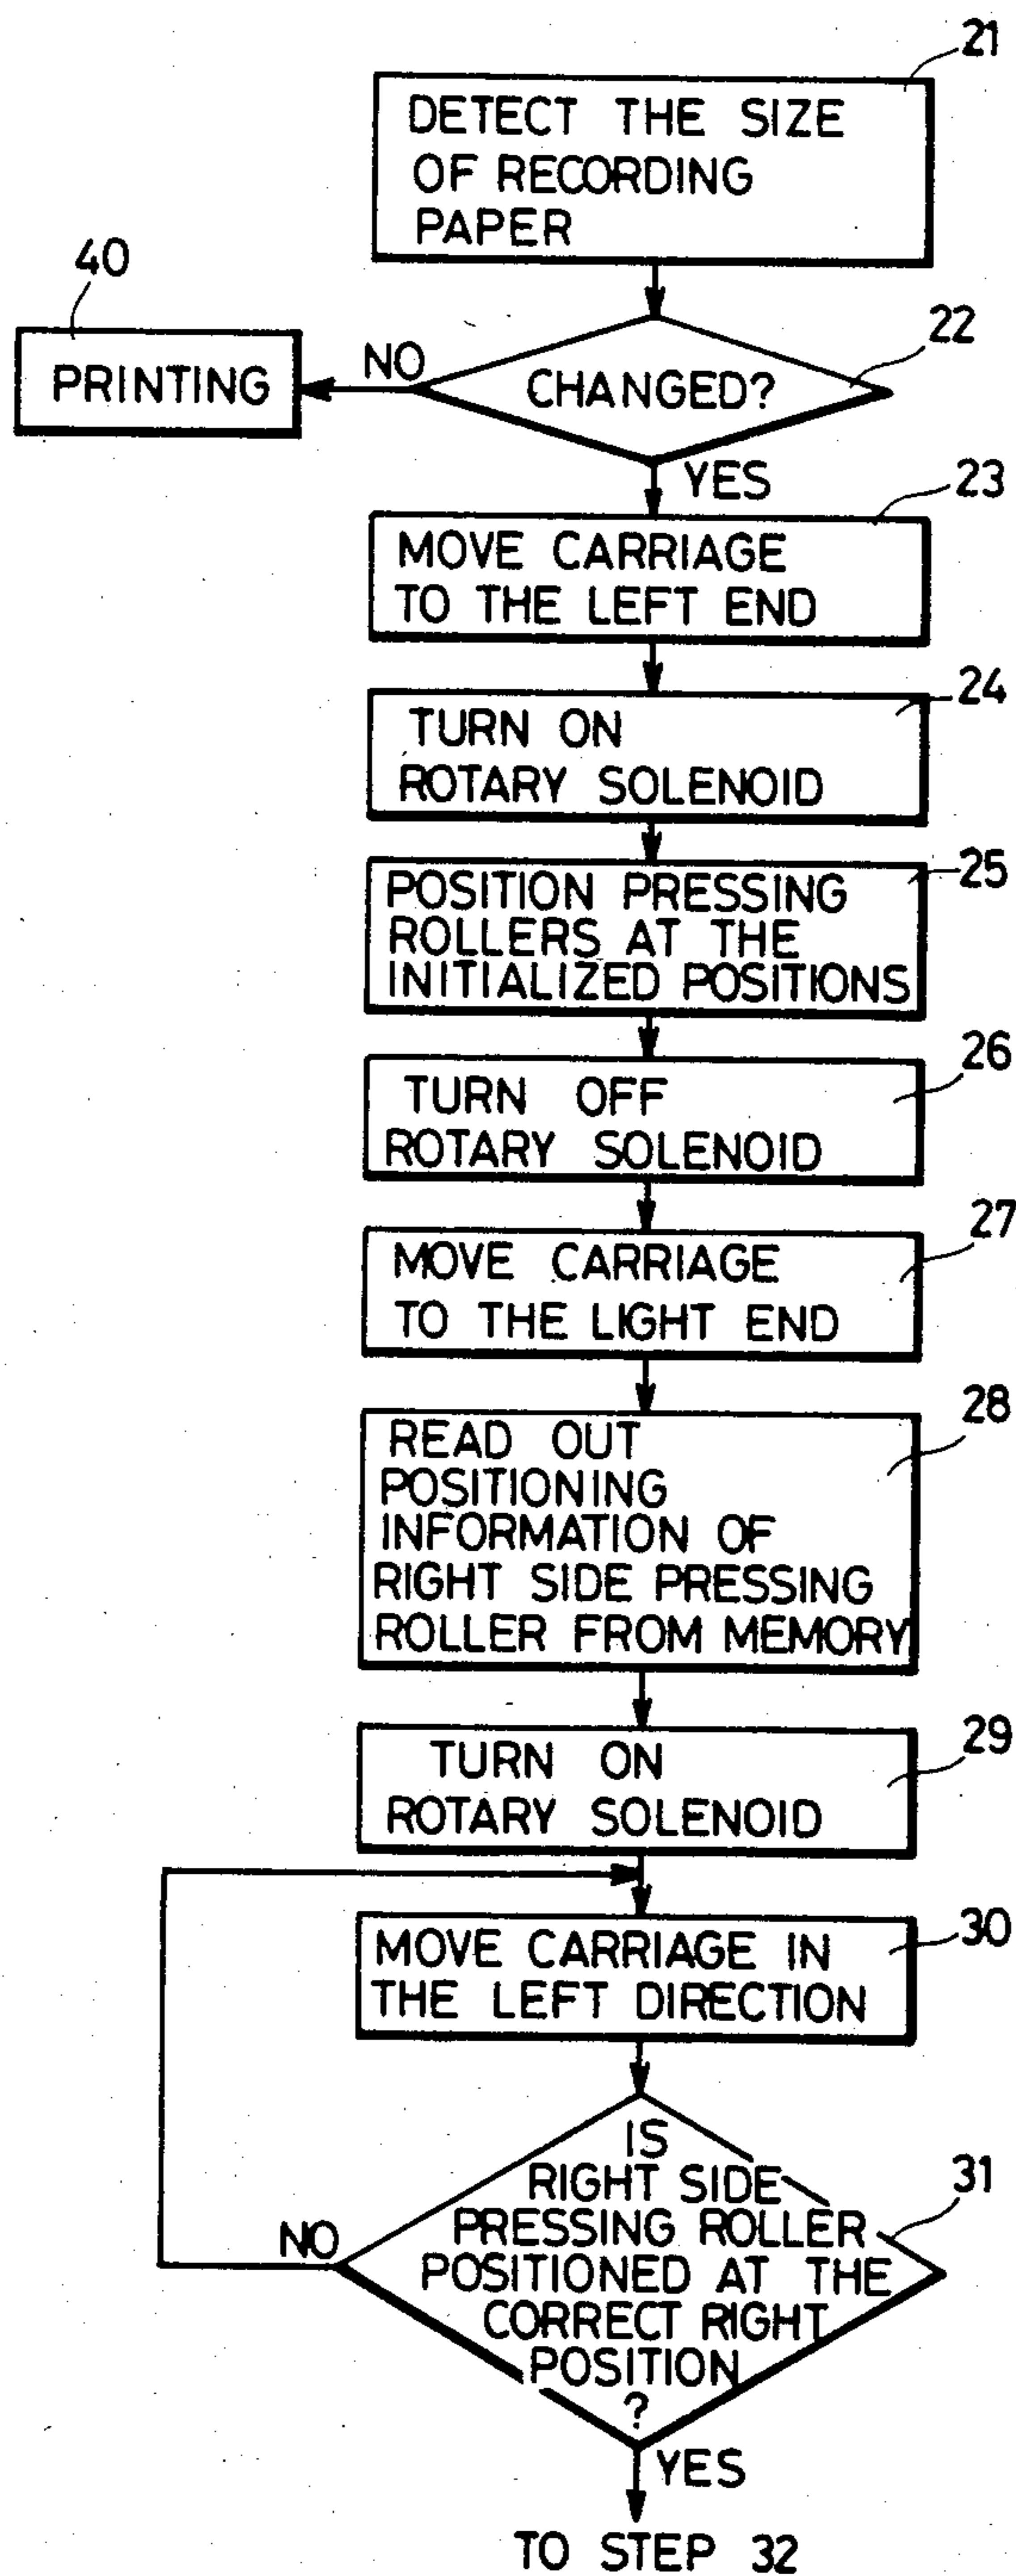 21
DETECT THE SIZE
OF RECORDING
PAPER
40
PRINTING
NO
22
CHANGED?
YES
23
MOVE CARRIAGE
TO THE LEFT END
24
TURN ON
ROTARY SOLENOID
25
POSITION PRESSING
ROLLERS AT THE
INITIALIZED POSITIONS
26
TURN OFF
ROTARY SOLENOID
27
MOVE CARRIAGE
TO THE LIGHT END
28
READ OUT
POSITIONING
INFORMATION OF
RIGHT SIDE PRESSING
ROLLER FROM MEMORY
29
TURN ON
ROTARY SOLENOID
30
MOVE CARRIAGE IN
THE LEFT DIRECTION
31
IS
RIGHT SIDE
PRESSING ROLLER
POSITIONED AT THE
CORRECT RIGHT
POSITION
?
NO
YES
TO STEP 32